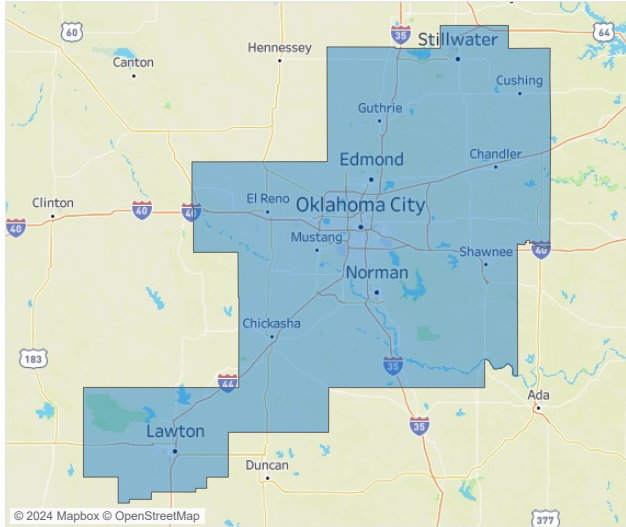 60
35
Stillwater
64
Hennessey
Canton
Cushing
Guthrie
Edmond
Chandler
Clinton
El Reno
Oklahoma City
40
40
40
Mustang
40
Shawnee
Norman
Chickasha
183
35
44
Ada
Lawton
35
Duncan
377
© 2024 Mapbox © OpenStreetMap